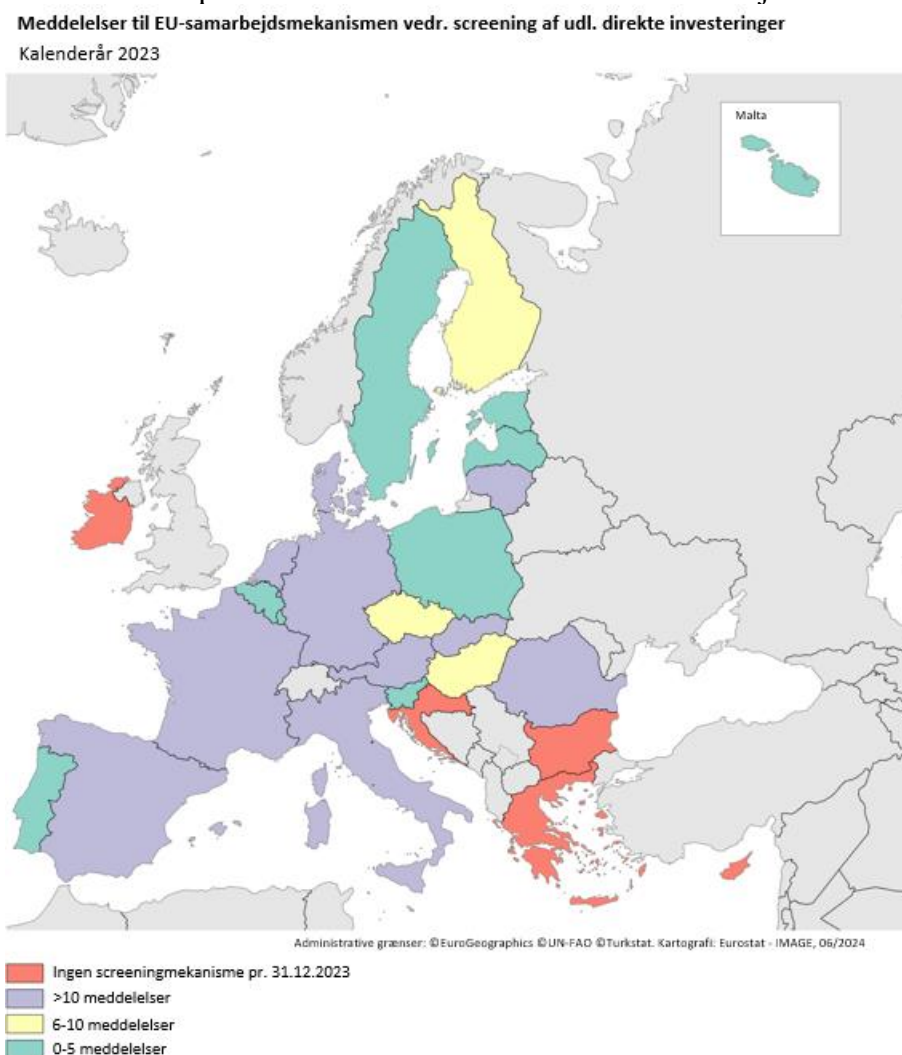 Meddelelser til EU-samarbejdsmekanismen vedr. screening af udl. direkte investeringer
Kalenderår 2023
Malta
Administrative grænser: ©EuroGeographics ©UN-FAO ©Turkstat. Kartografi: Eurostat - IMAGE, 06/2024
Ingen screeningmekanisme pr. 31.12.2023
>10 meddelelser
6-10 meddelelser
0-5 meddelelser